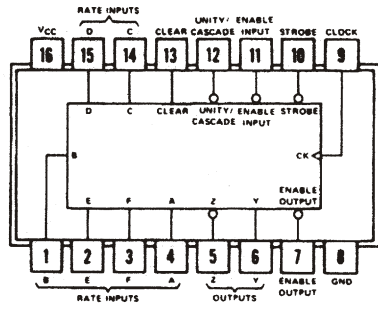 RATE INPUTS UNITY/ ENABLE
VCC D C CLEAR CASCADE INPUT STROBE CLOCK
16 15 14 13 12 11 10 9
D C CLEAR UNITY/ ENABLE STROBE
CASCADE INPUT
B CK
ENABLE
E F A Z Y OUTPUT
1 2 3 4 5 6 7 8
B E F A Z Y ENABLE GND
RATE INPUTS OUTPUTS OUTPUT